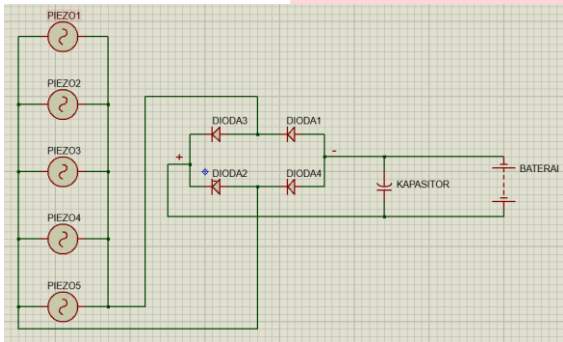 PIEZO1
PIEZO2
PIEZO3
PIEZO4
PIEZO5
DIODA3
DIODA1
+
-
DIODA2
DIODA4
KAPASITOR
BATERAI